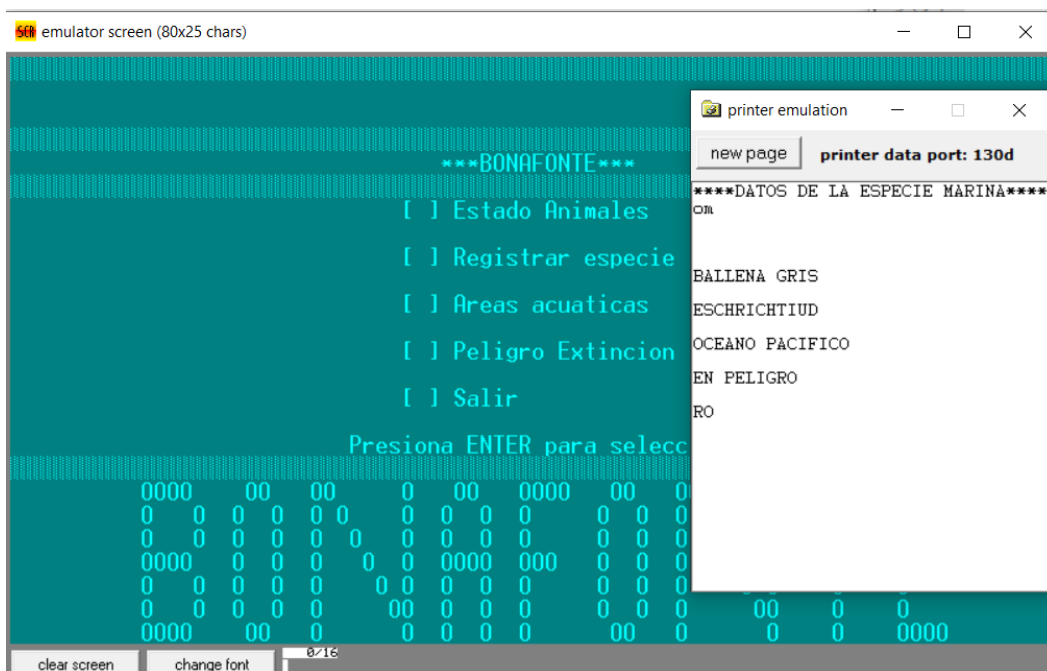 SCR emulator screen (80x25 chars)
***BONAFONTE***
[ ] Estado Animales
[ ] Registrar especie
[ ] Areas acuaticas
[ ] Peligro Extincion
[ ] Salir
Presiona ENTER para selecc
clear screen
change font
0/16
printer emulation
new page
printer data port: 130d
****DATOS DE LA ESPECIE MARINA****
om
BALLENA GRIS
ESCHRICHTIUD
OCEANO PACIFICO
EN PELIGRO
RO